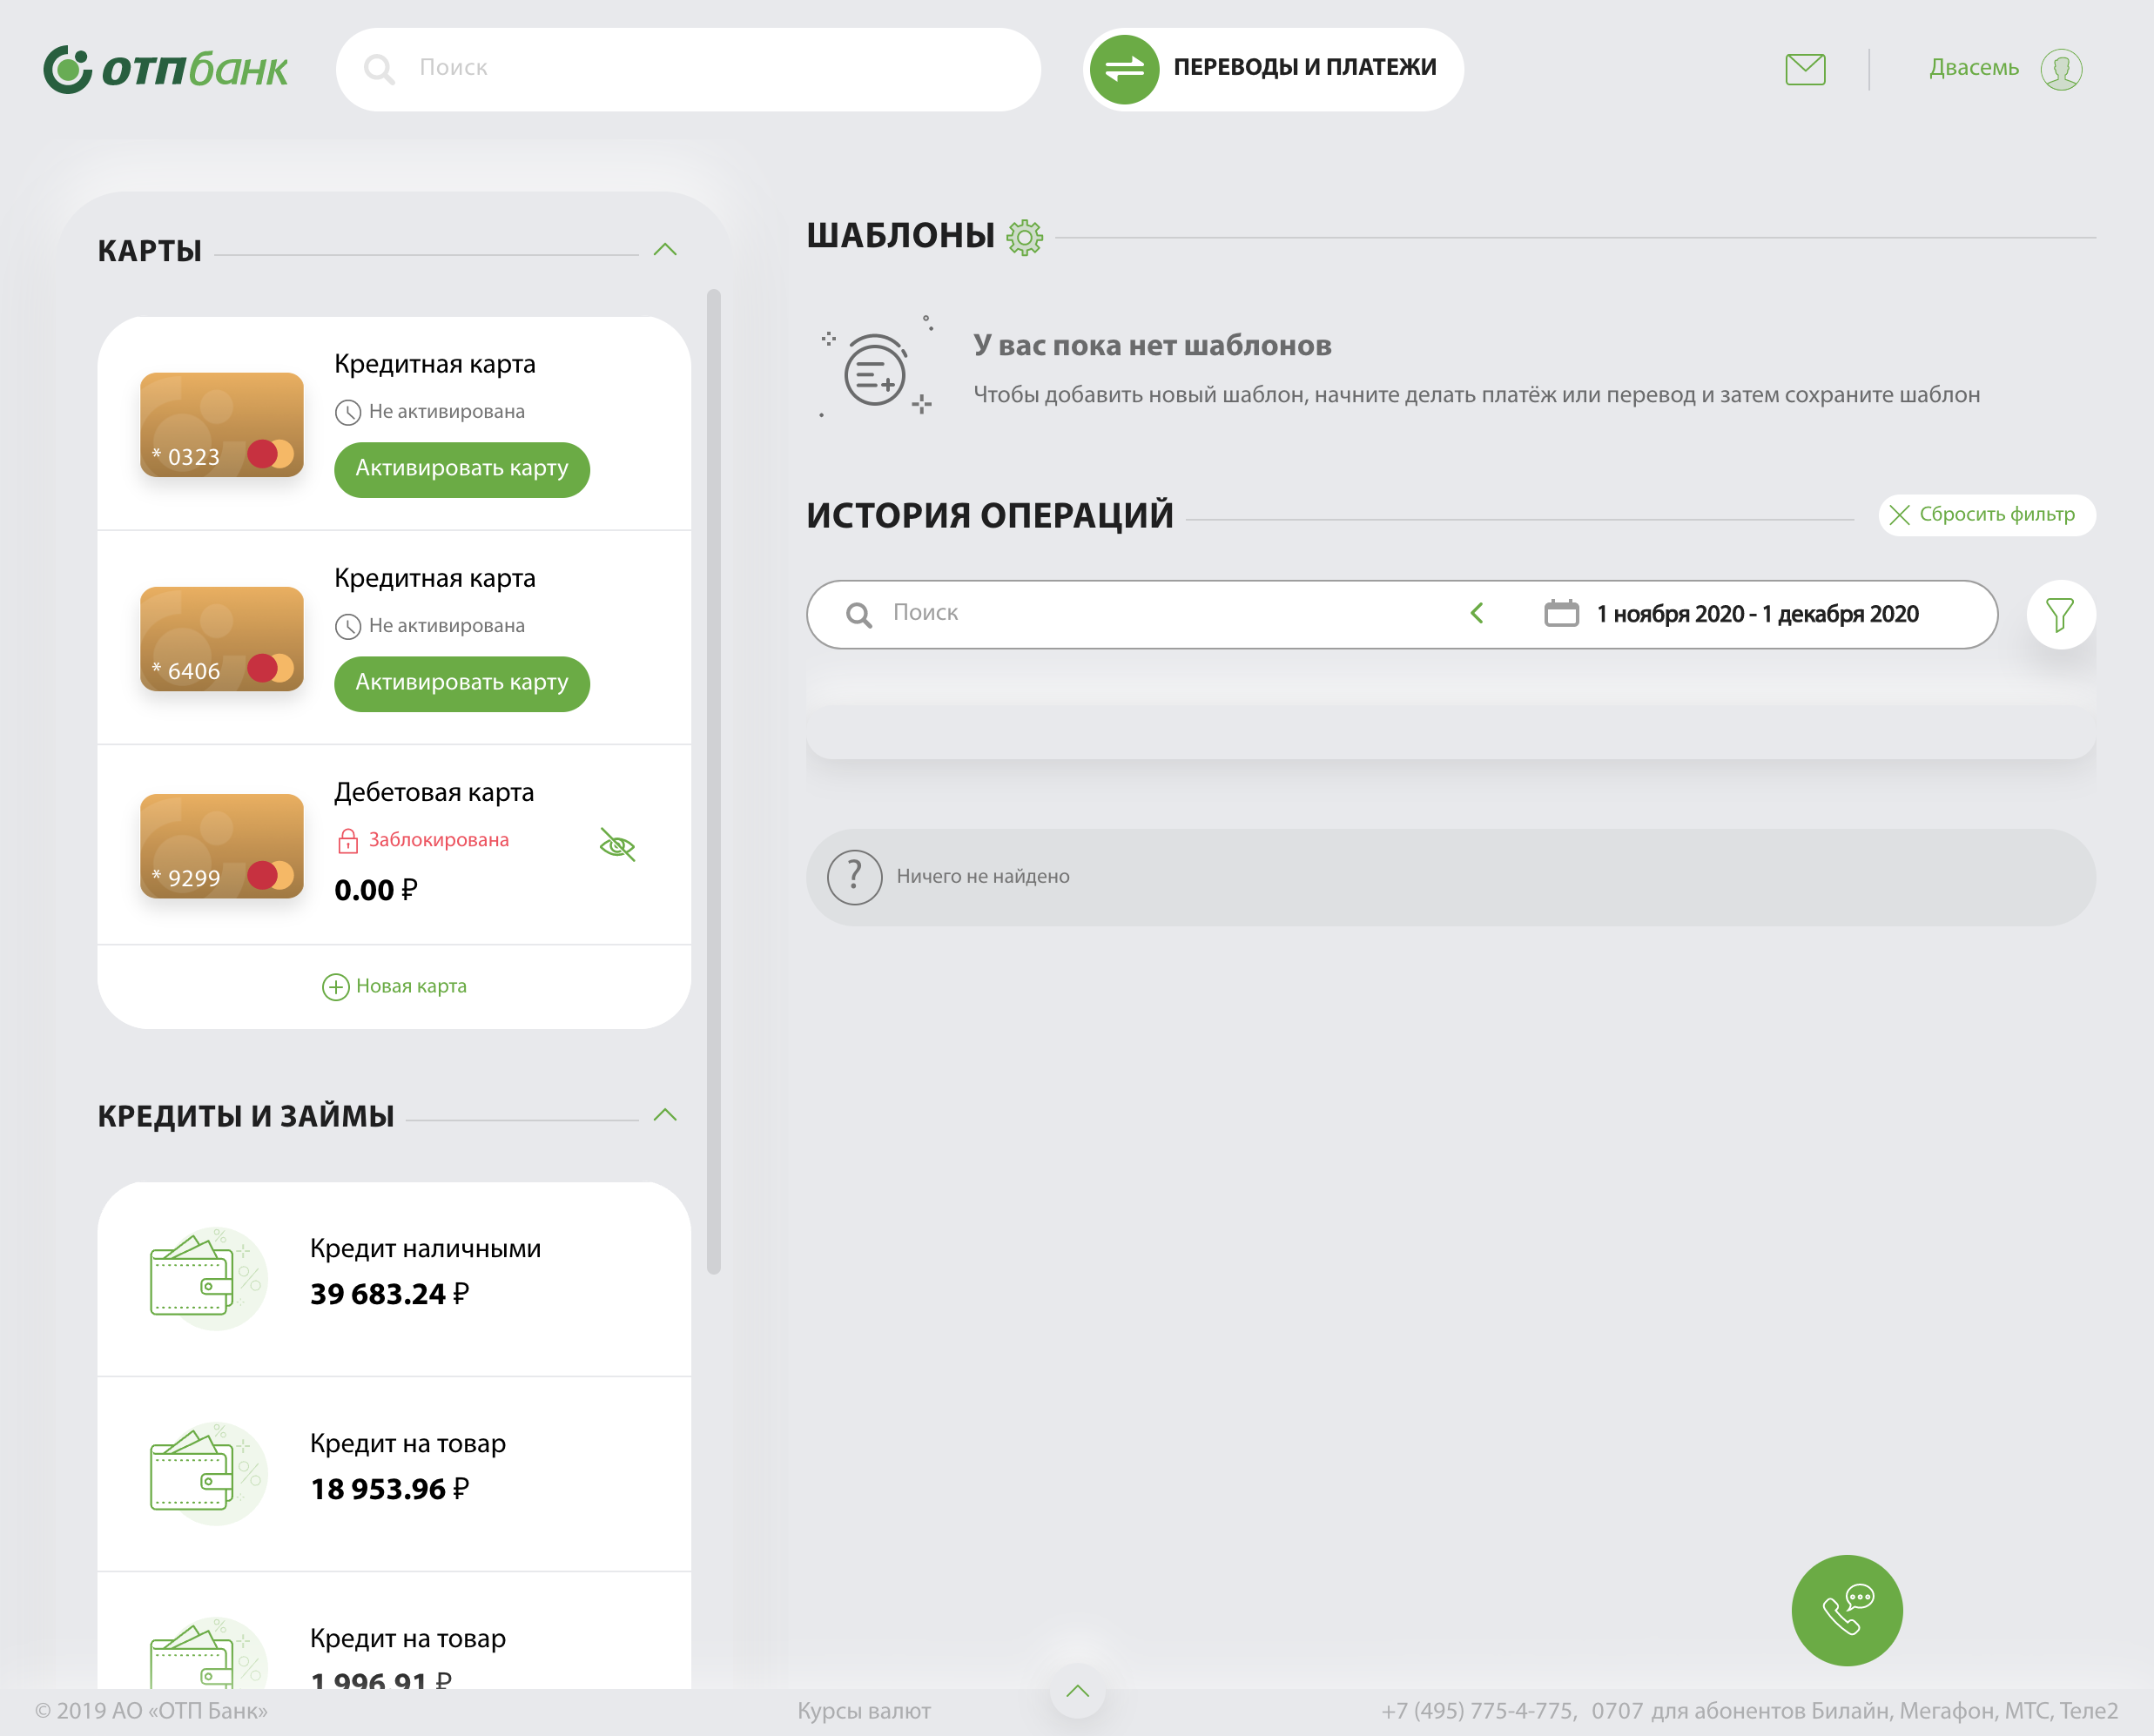 ОТПбанк
Поиск
ПЕРЕВОДЫ И ПЛАТЕЖИ
Двасемь
КАРТЫ
Кредитная карта
Не активирована
* 0323
Активировать карту
Кредитная карта
Не активирована
* 6406
Активировать карту
Дебетовая карта
Заблокирована
* 9299
0.00 ₽
Новая карта
КРЕДИТЫ И ЗАЙМЫ
Кредит наличными
39 683.24 ₽
Кредит на товар
18 953.96 ₽
Кредит на товар
1 996.91 ₽
ШАБЛОНЫ
У вас пока нет шаблонов
Чтобы добавить новый шаблон, начните делать платёж или перевод и затем сохраните шаблон
ИСТОРИЯ ОПЕРАЦИЙ
Сбросить фильтр
Поиск
1 ноября 2020 - 1 декабря 2020
Ничего не найдено
© 2019 АО «ОТП Банк»
Курсы валют
+7 (495) 775-4-775, 0707 для абонентов Билайн, Мегафон, МТС, Теле2